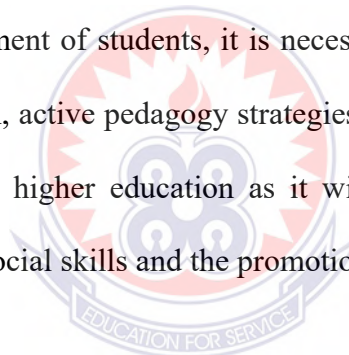 ment of students, it is neces
, active pedagogy strategies
higher education as it wi
ocial skills and the promotio
EDUCATION FOR SERVICE